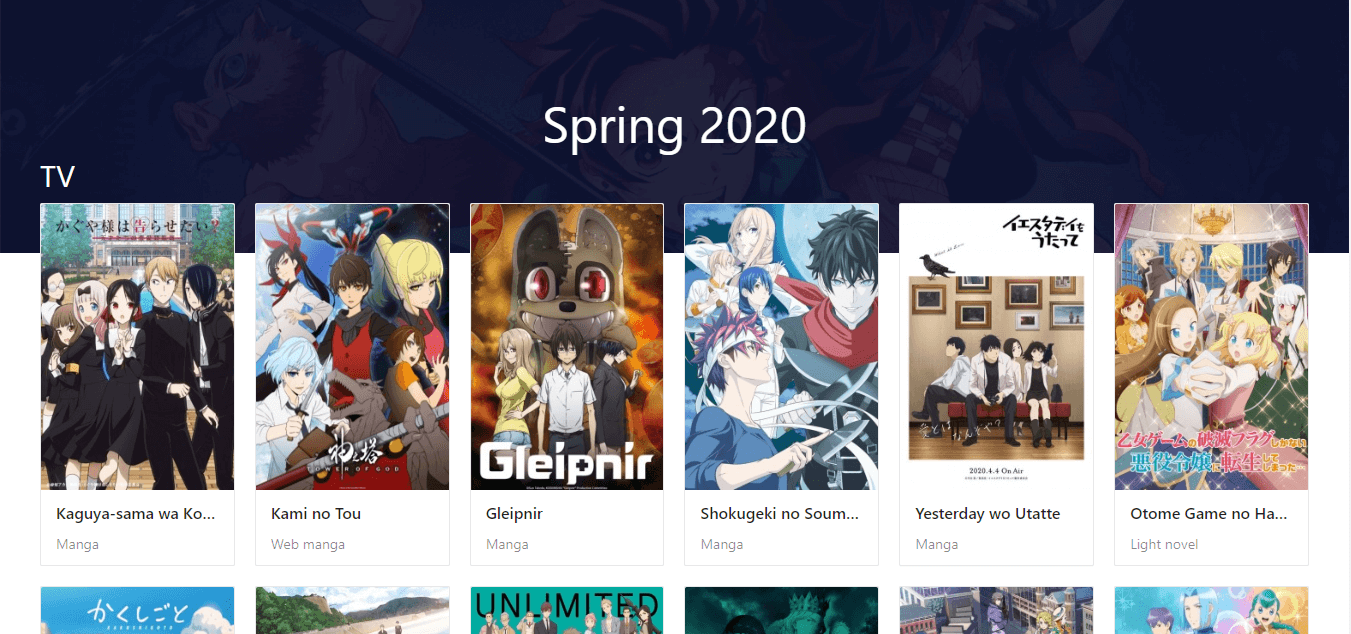 Spring 2020
TV
かぐや様は告らせたい?
神之塔
TOWER OF GOD
Gleipnir
イエスタデイを
うたって
2020.4.4 On Air
乙女ゲームの破滅フラグしかない
悪役令嬢に転生して
しまった…
Kaguya-sama wa Ko...
Kami no Tou
Gleipnir
Shokugeki no Soum...
Yesterday wo Utatte
Otome Game no Ha...
Manga
Web manga
Manga
Manga
Manga
Light novel
かくしごと
UNLIMITED